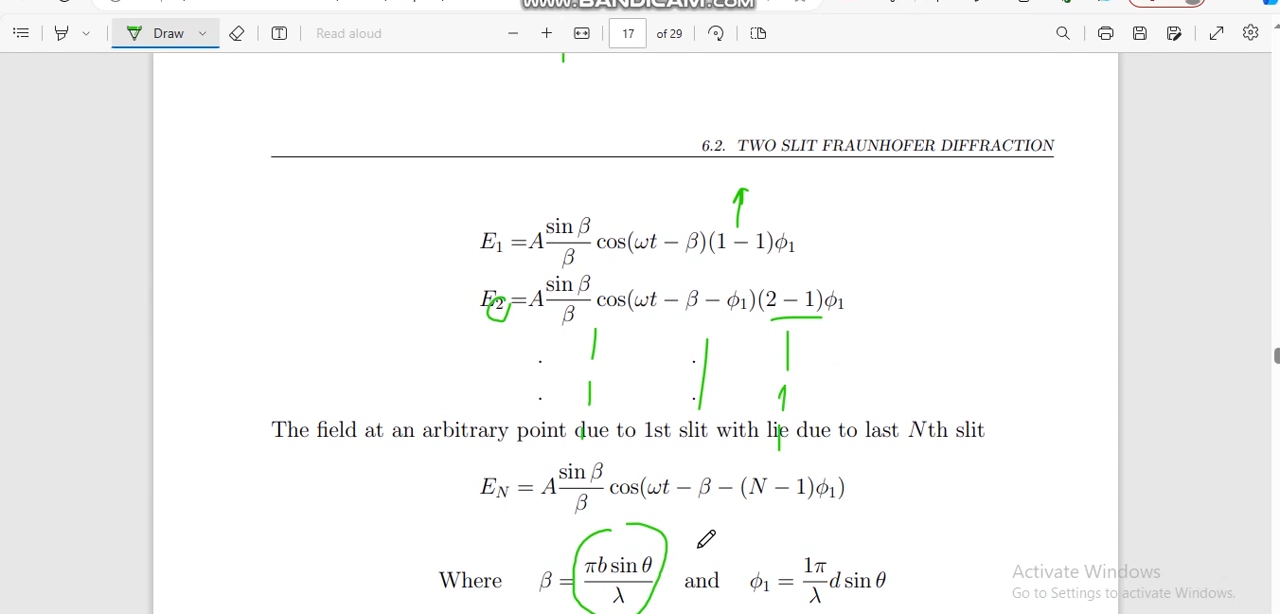 www.BANDICAM.COM
Draw
Read aloud
17 of 29
6.2. TWO SLIT FRAUNHOFER DIFFRACTION
E₁ =A sin β/β cos(ωt − β)(1 − 1)ϕ₁
E₂ =A sin β/β cos(ωt − β − ϕ₁)(2 − 1)ϕ₁
. .
. .
The field at an arbitrary point due to 1st slit with lie due to last Nth slit
E_N = A sin β/β cos(ωt − β − (N − 1)ϕ₁)
Where β = πb sin θ/λ and ϕ₁ = 1π/λ d sin θ
Activate Windows
Go to Settings to activate Windows.